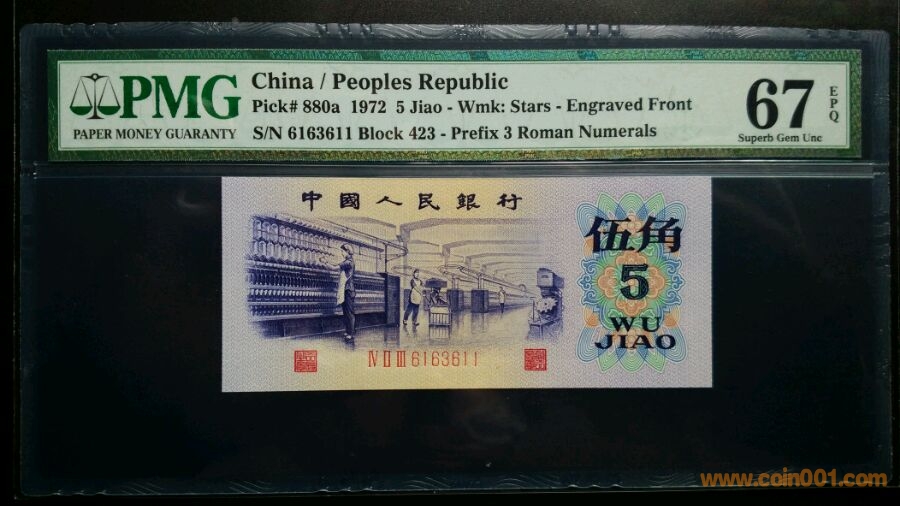 PMG
PAPER MONEY GUARANTY
China / Peoples Republic
Pick# 880a 1972 5 Jiao - Wmk: Stars - Engraved Front
S/N 6163611 Block 423 - Prefix 3 Roman Numerals
67
EPQ
Superb Gem Unc
中國人民銀行
伍角
5
WU
JIAO
Ⅳ Ⅱ Ⅲ 6163611
www.coin001.com